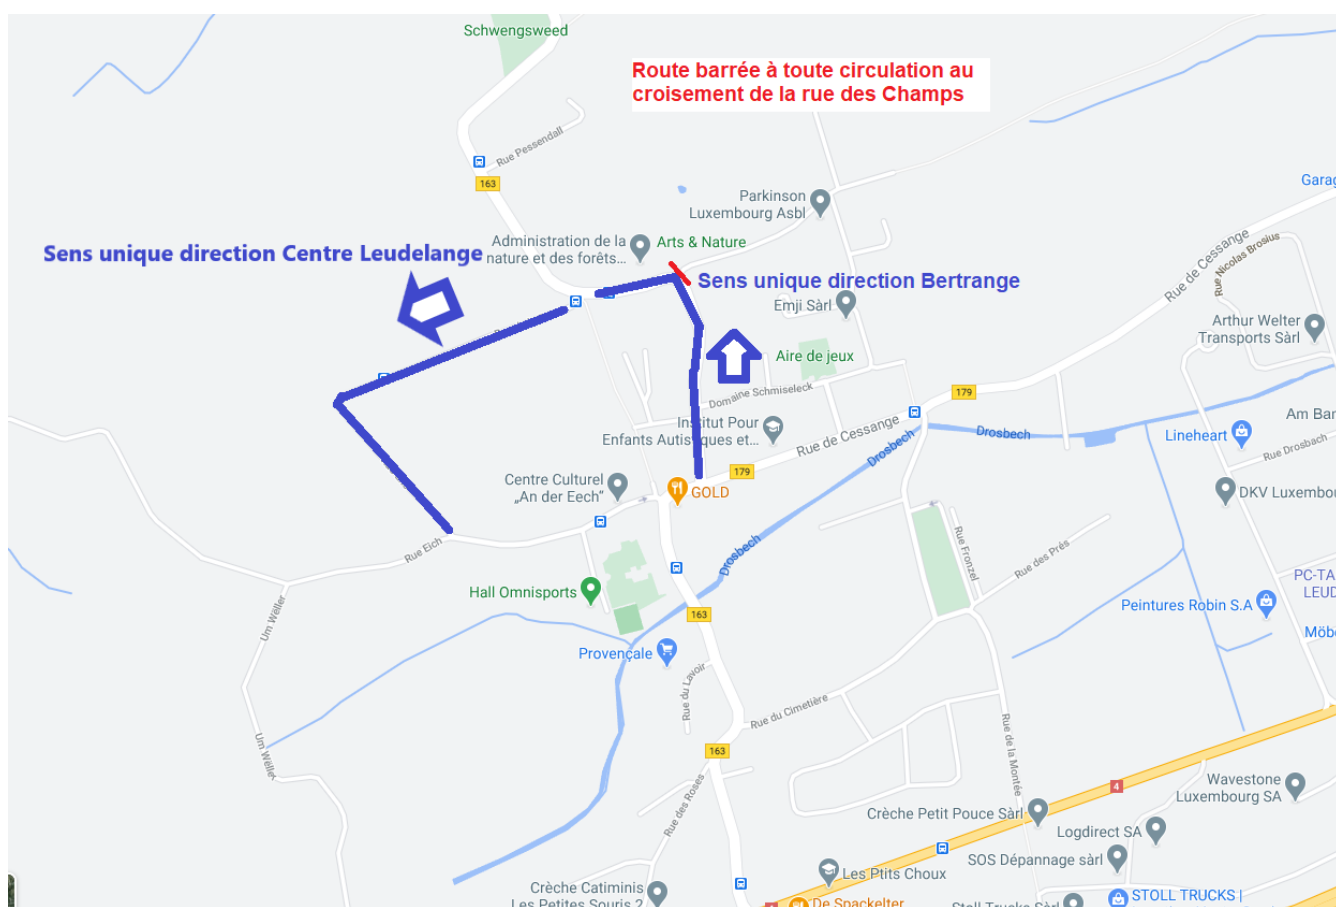 Schwengsweed
Route barrée à toute circulation au
croisement de la rue des Champs
Rue Pessendall
163
Garag
Parkinson
Luxembourg Asbl
Sens unique direction Centre Leudelange
Administration de la
nature et des forêts...
Arts & Nature
Sens unique direction Bertrange
Emji Sàrl
Rue de Cessange
Rue Nicolas Brosius
Arthur Welter
Transports Sàrl
Aire de jeux
Domaine Schmiseleck
179
Institut Pour
Enfants Autistiques et...
Rue de Cessange
Drosbech
Drosbech
Lineheart
Am Bar
Rue Drosbach
Centre Culturel
„An der Eech"
179
GOLD
DKV Luxembou
Rue Eich
Drosbech
Rue Fronzel
Rue des Prés
Hall Omnisports
Um Wëller
163
PC-TA
LEUD
Peintures Robin S.A
Möbe
Provençale
Rue du Lavoir
Rue du Cimetière
Um Wëller
163
Rue de la Montée
Rue des Roses
4
Wavestone
Luxembourg SA
Crèche Petit Pouce Sàrl
Logdirect SA
SOS Dépannage sàrl
Les Ptits Choux
Crèche Catiminis
Les Petites Souris 2
De Spackelter
STOLL TRUCKS |
Stoll Trucks Sàrl